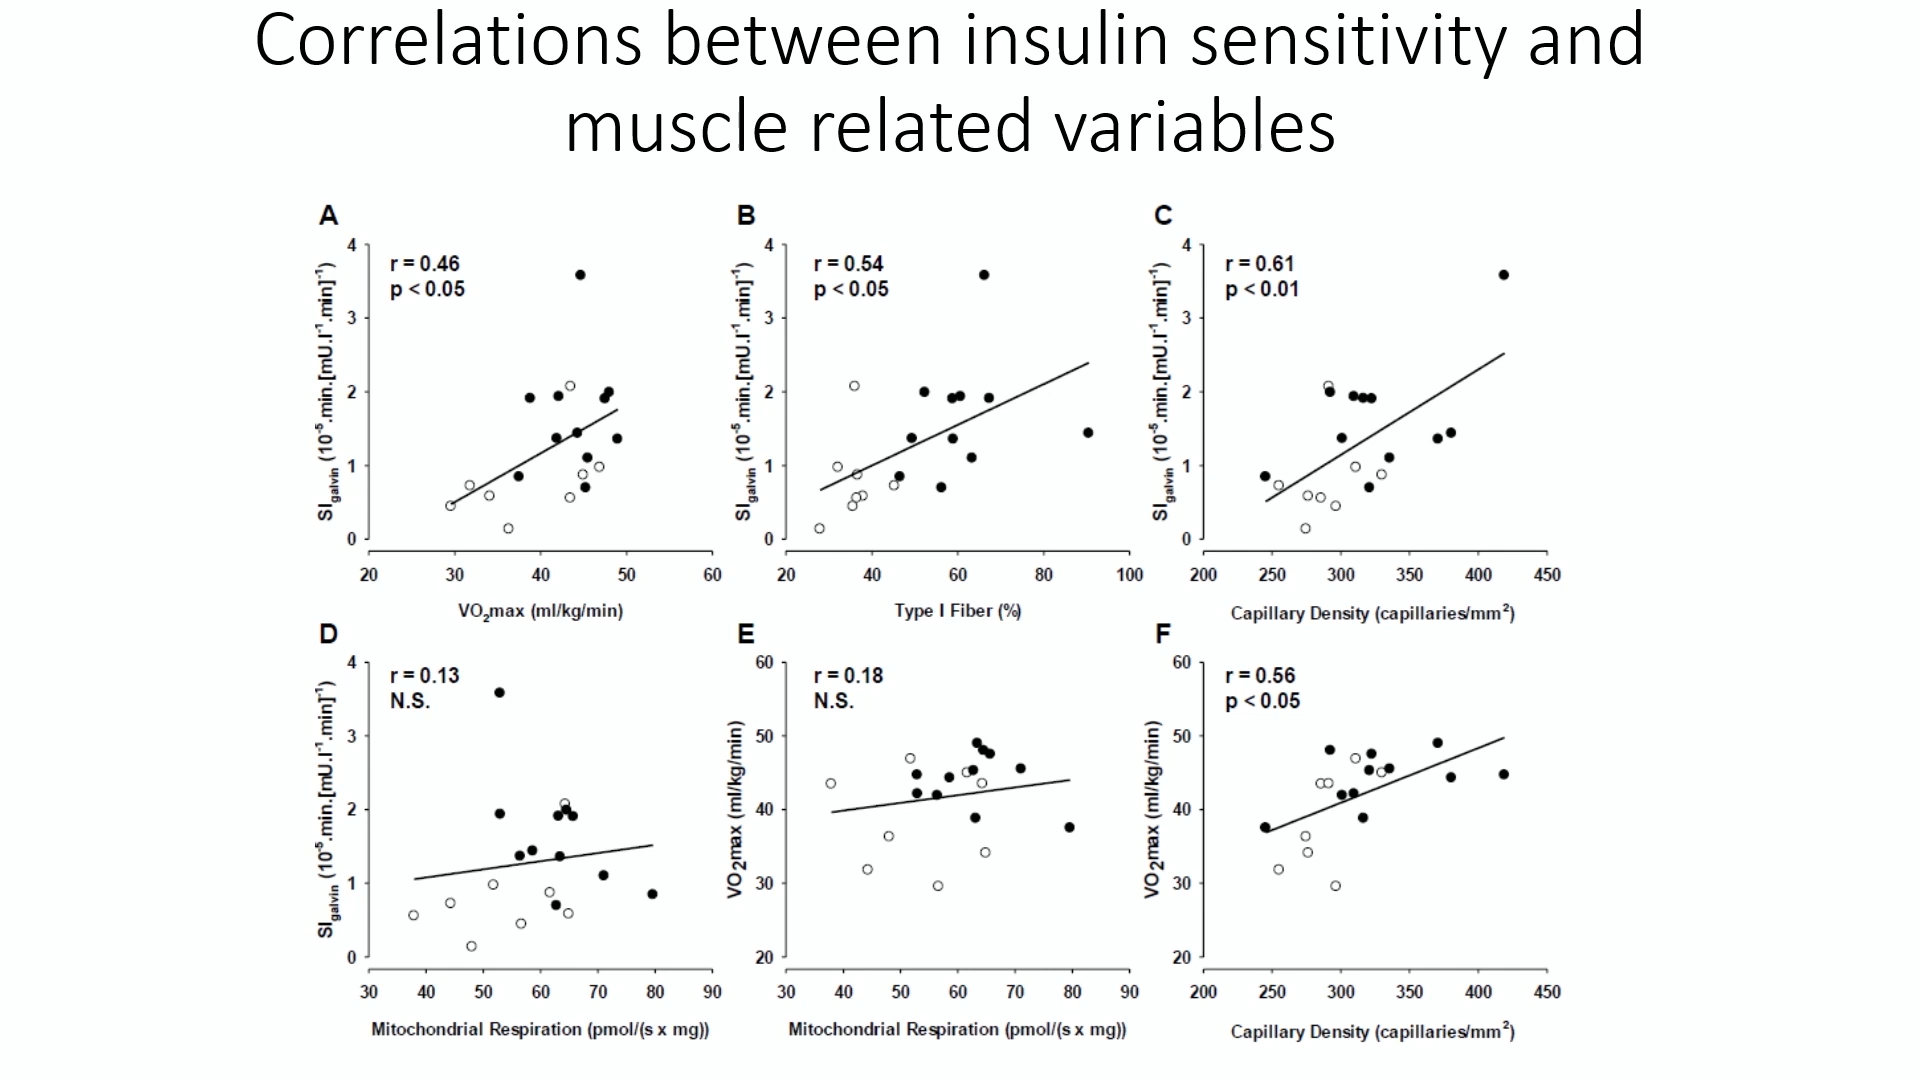 Correlations between insulin sensitivity and
muscle related variables
A
r = 0.46
p < 0.05
SIgalvin (10⁻⁵.min.[mU.l⁻¹.min]⁻¹)
4
3
2
1
0
20 30 40 50 60
VO₂max (ml/kg/min)
B
r = 0.54
p < 0.05
SIgalvin (10⁻⁵.min.[mU.l⁻¹.min]⁻¹)
4
3
2
1
0
20 40 60 80 100
Type I Fiber (%)
C
r = 0.61
p < 0.01
SIgalvin (10⁻⁵.min.[mU.l⁻¹.min]⁻¹)
4
3
2
1
0
200 250 300 350 400 450
Capillary Density (capillaries/mm²)
D
r = 0.13
N.S.
SIgalvin (10⁻⁵.min.[mU.l⁻¹.min]⁻¹)
4
3
2
1
0
30 40 50 60 70 80 90
Mitochondrial Respiration (pmol/(s x mg))
E
r = 0.18
N.S.
VO₂max (ml/kg/min)
60
50
40
30
20
30 40 50 60 70 80 90
Mitochondrial Respiration (pmol/(s x mg))
F
r = 0.56
p < 0.05
VO₂max (ml/kg/min)
60
50
40
30
20
200 250 300 350 400 450
Capillary Density (capillaries/mm²)